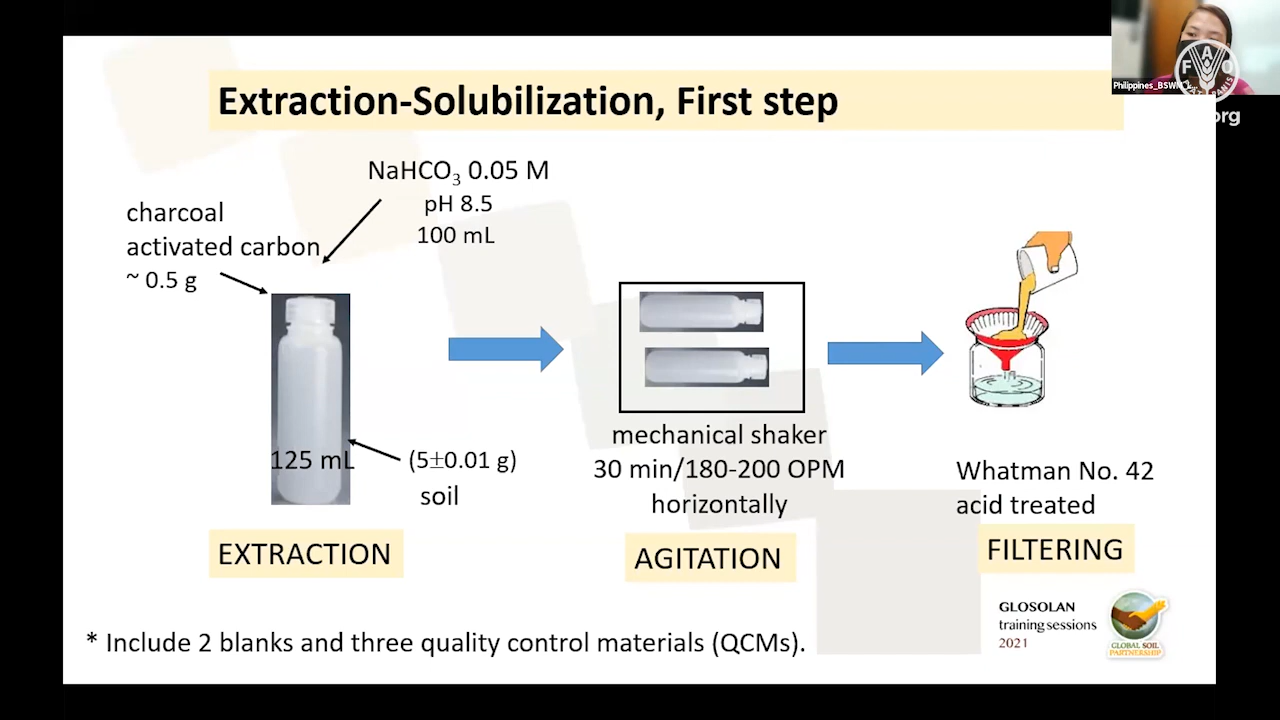 Extraction-Solubilization, First step
NaHCO₃ 0.05 M
pH 8.5
100 mL
charcoal
activated carbon
~ 0.5 g
125 mL
(5±0.01 g)
soil
EXTRACTION
mechanical shaker
30 min/180-200 OPM
horizontally
AGITATION
Whatman No. 42
acid treated
FILTERING
* Include 2 blanks and three quality control materials (QCMs).
GLOSOLAN
training sessions
2021
GLOBAL SOIL
PARTNERSHIP
FAO
org